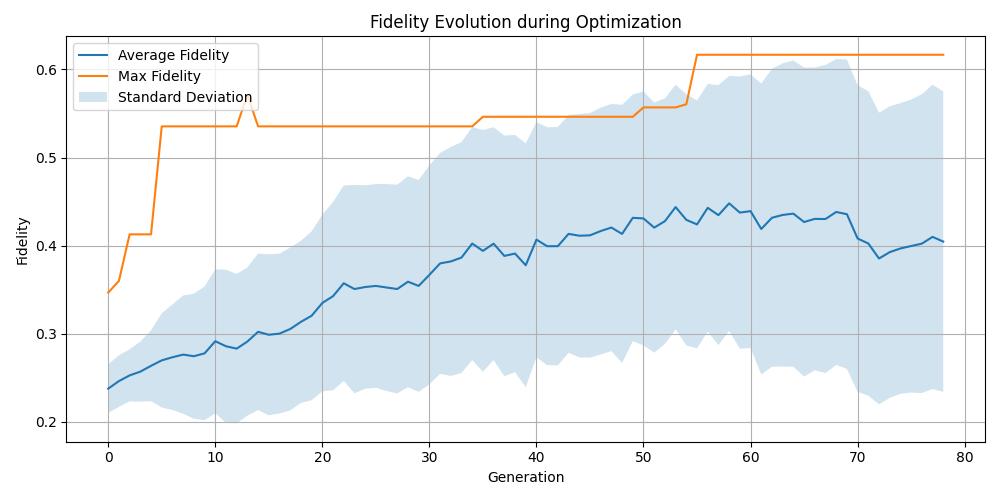 Fidelity Evolution during Optimization
Average Fidelity
Max Fidelity
Standard Deviation
Fidelity
0.6
0.5
0.4
0.3
0.2
0 10 20 30 40 50 60 70 80
Generation